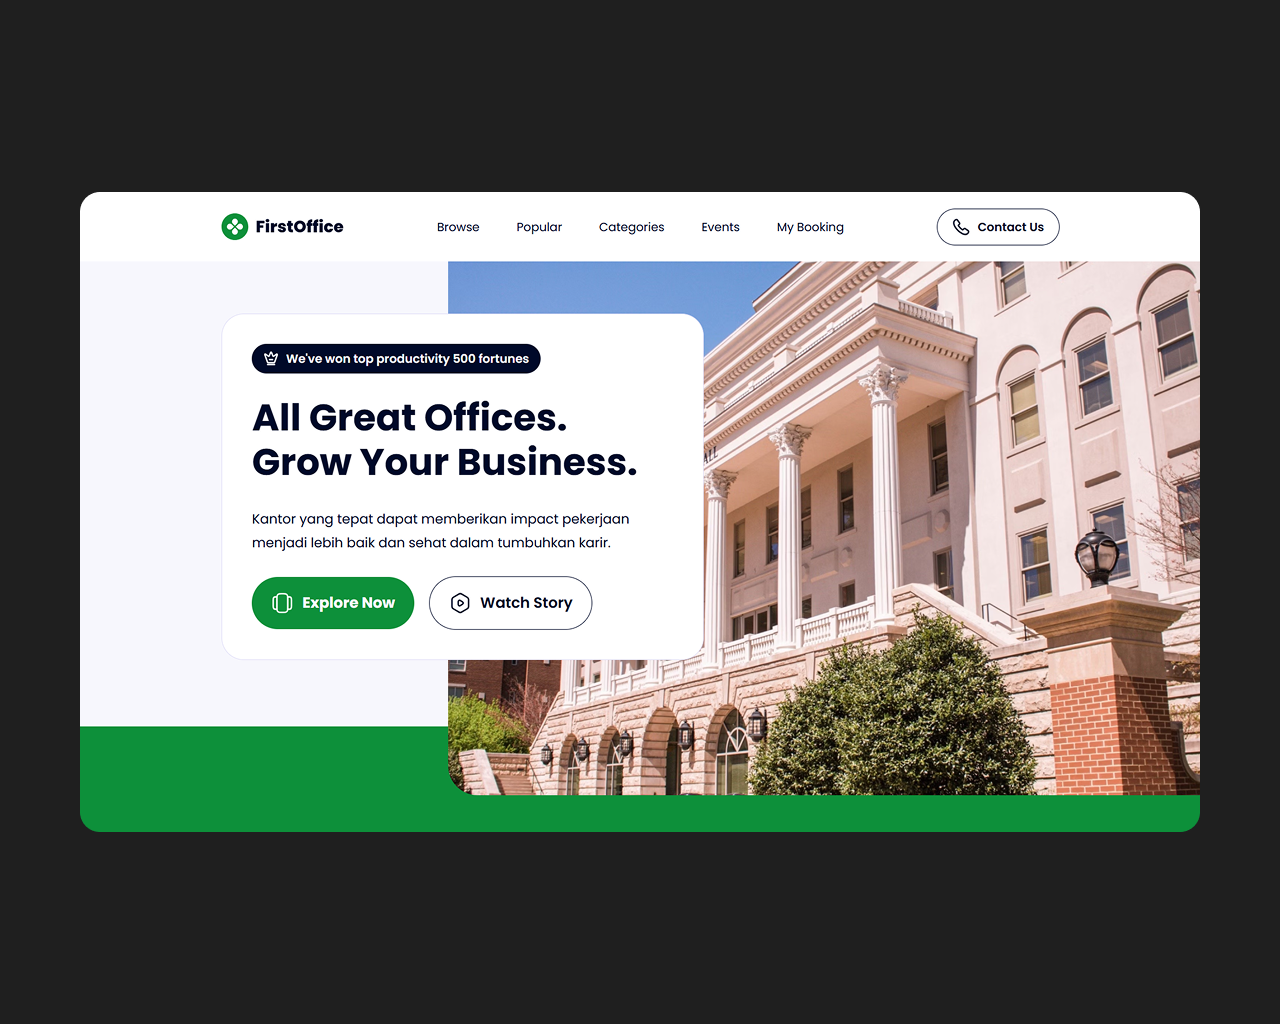 FirstOffice
Browse
Popular
Categories
Events
My Booking
Contact Us
We've won top productivity 500 fortunes
All Great Offices.
Grow Your Business.
Kantor yang tepat dapat memberikan impact pekerjaan
menjadi lebih baik dan sehat dalam tumbuhkan karir.
Explore Now
Watch Story